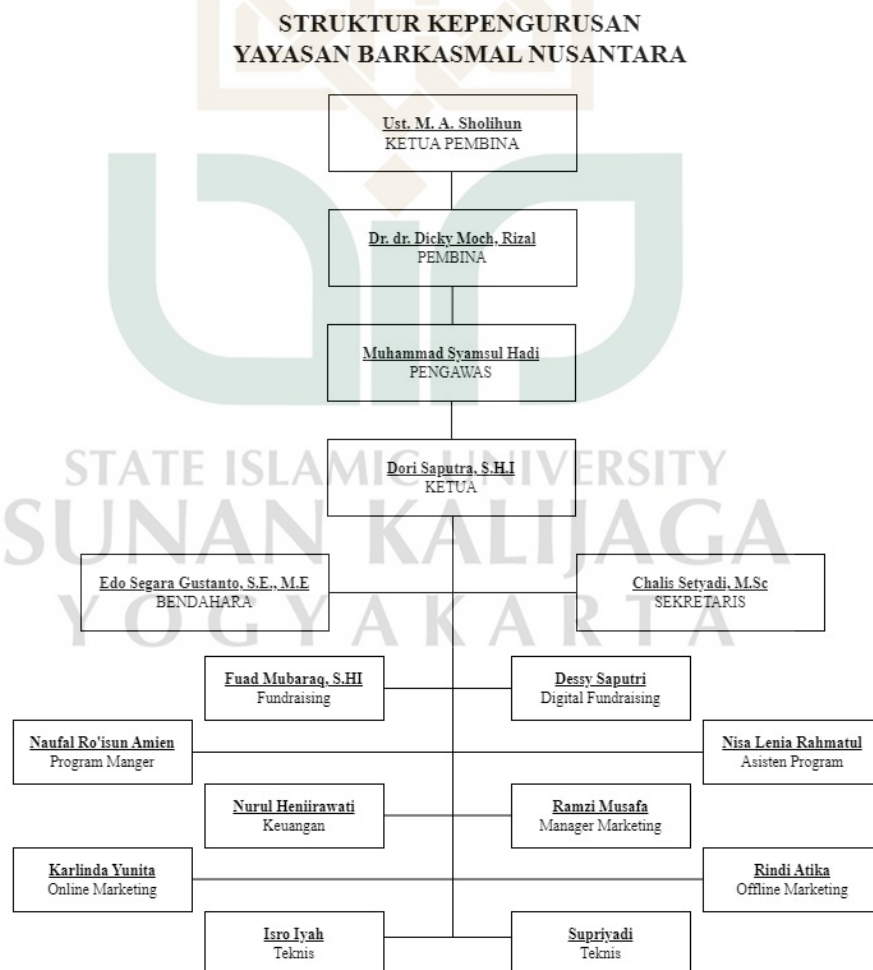 STRUKTUR KEPENGURUSAN
YAYASAN BARKASMAL NUSANTARA
Ust. M. A. Sholihun
KETUA PEMBINA
Dr. dr. Dicky Moch, Rizal
PEMBINA
Muhammad Syamsul Hadi
PENGAWAS
STATE ISLAMIC UNIVERSITY
Dori Saputra, S.H.I
KETUA
SUNAN KALIJAGA
Edo Segara Gustanto, S.E., M.E
BENDAHARA
Chalis Setyadi, M.Sc
SEKRETARIS
YOGYAKARTA
Fuad Mubaraq, S.HI
Fundraising
Dessy Saputri
Digital Fundraising
Naufal Ro'isun Amien
Program Manger
Nisa Lenia Rahmatul
Asisten Program
Nurul Heniirawati
Keuangan
Ramzi Musafa
Manager Marketing
Karlinda Yunita
Online Marketing
Rindi Atika
Offline Marketing
Isro Iyah
Teknis
Supriyadi
Teknis